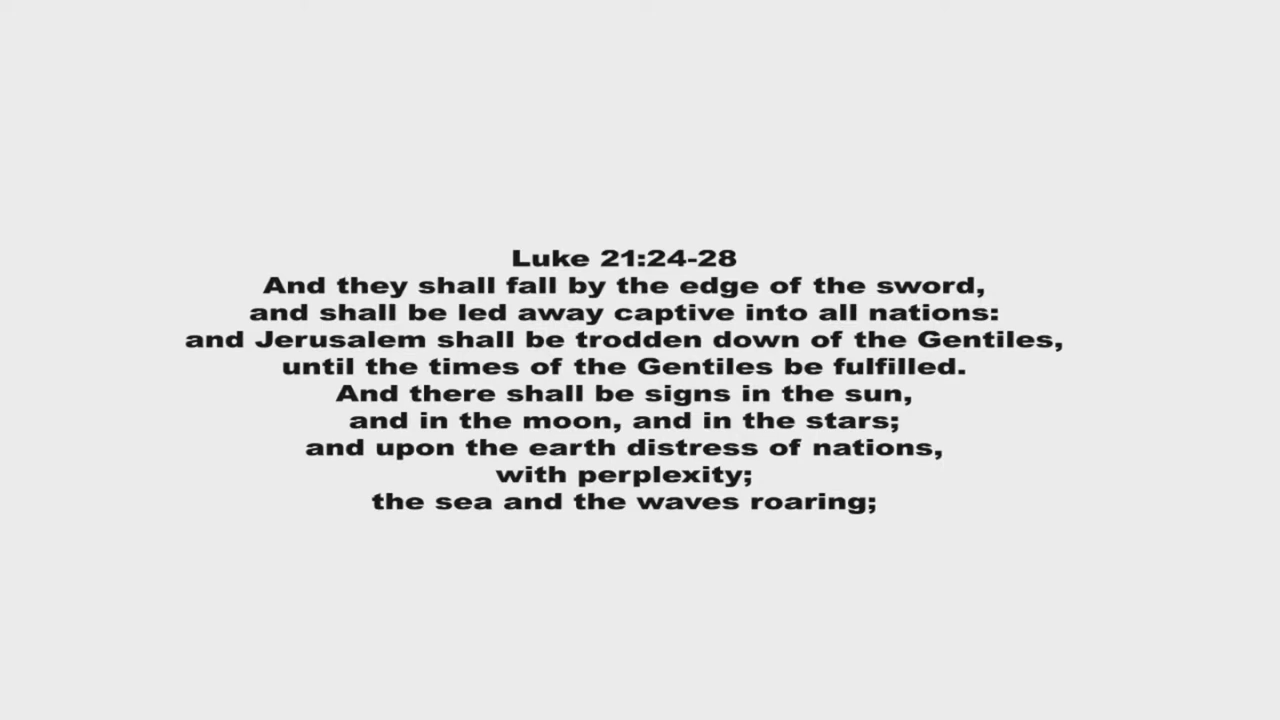 Luke 21:24-28
And they shall fall by the edge of the sword,
and shall be led away captive into all nations:
and Jerusalem shall be trodden down of the Gentiles,
until the times of the Gentiles be fulfilled.
And there shall be signs in the sun,
and in the moon, and in the stars;
and upon the earth distress of nations,
with perplexity;
the sea and the waves roaring;